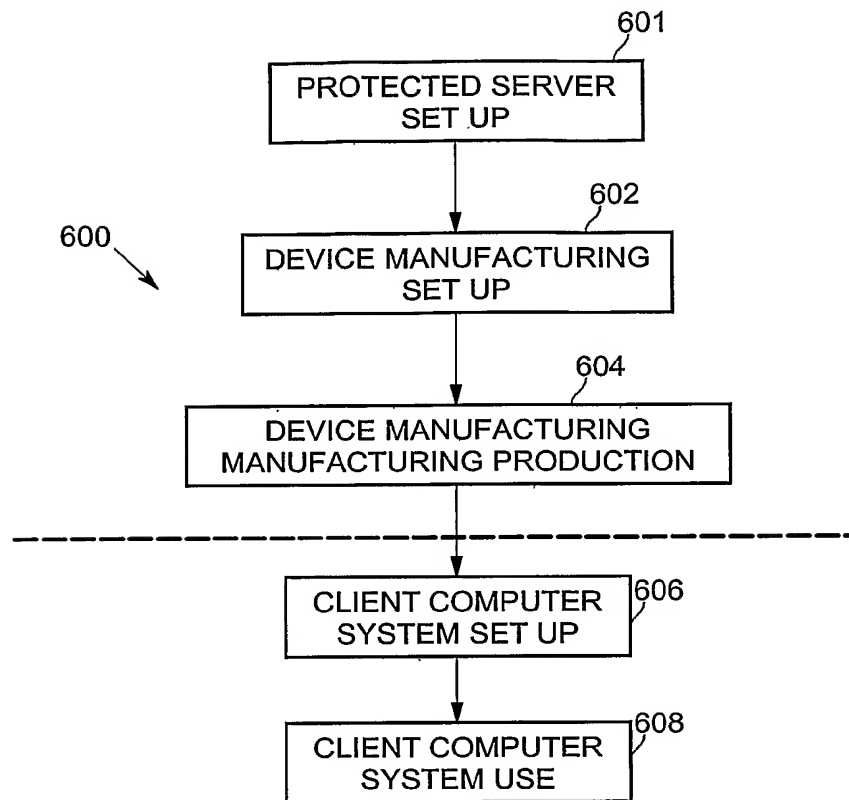 601
PROTECTED SERVER
SET UP
602
600
DEVICE MANUFACTURING
SET UP
604
DEVICE MANUFACTURING
MANUFACTURING PRODUCTION
606
CLIENT COMPUTER
SYSTEM SET UP
608
CLIENT COMPUTER
SYSTEM USE